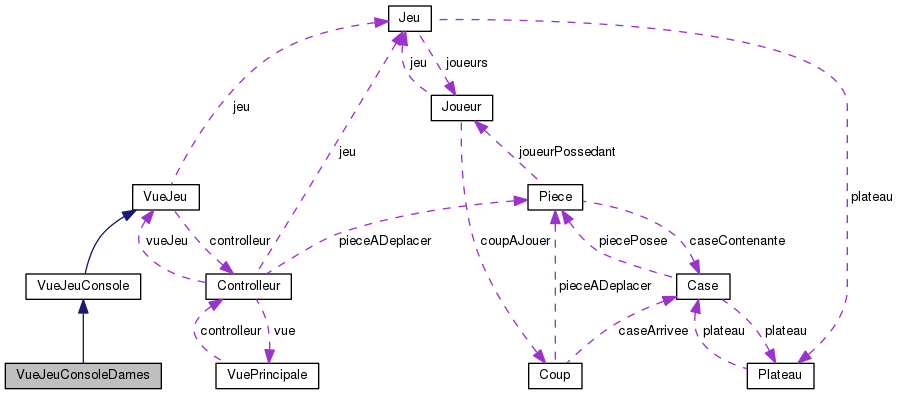 Jeu
jeu
joueurs
jeu
Joueur
jeu
joueurPossedant
VueJeu
Piece
plateau
vueJeu
controlleur
pieceADeplacer
coupAJouer
piecePosee
caseContenante
VueJeuConsole
Controlleur
pieceADeplacer
Case
controlleur
vue
caseArrivee
plateau
plateau
VueJeuConsoleDames
VuePrincipale
Coup
Plateau